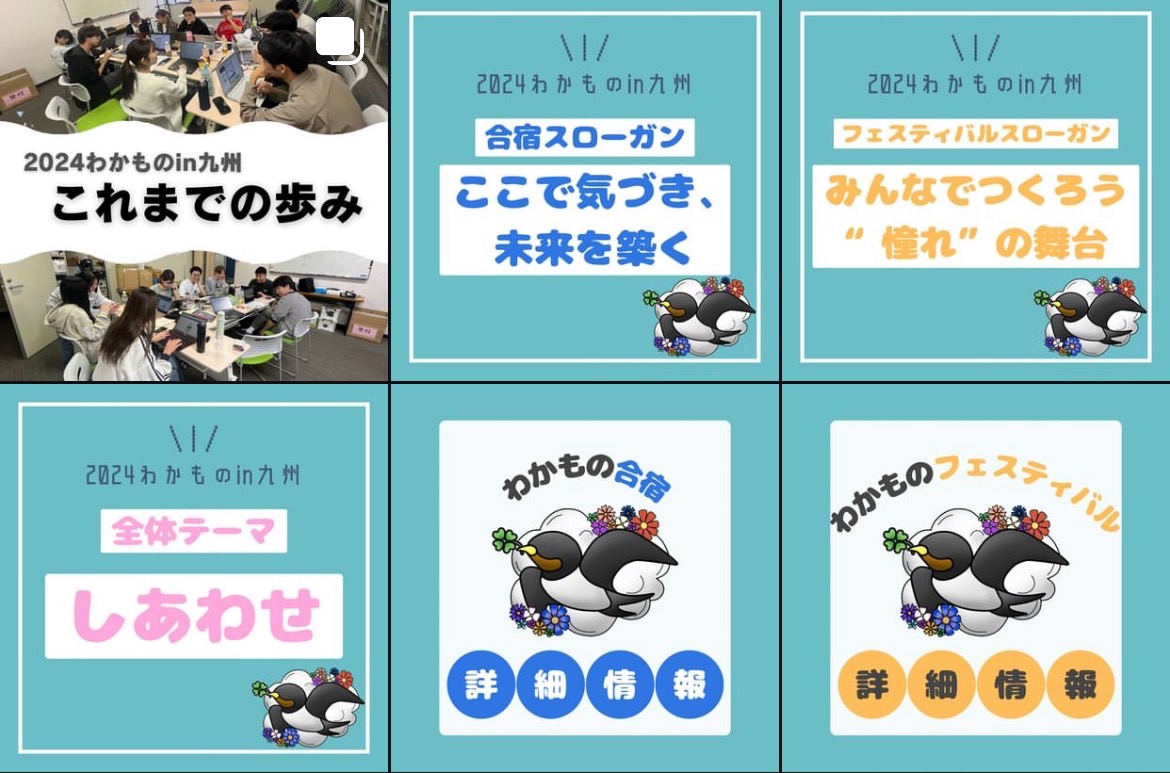 2024わかものin九州
これまでの歩み
2024わかものin九州
合宿スローガン
ここで気づき、
未来を築く
2024わかものin九州
フェスティバルスローガン
みんなでつくろう
“ 憧れ” の舞台
2024わかものin九州
全体テーマ
しあわせ
わかもの合宿
詳細情報
わかものフェスティバル
詳細情報